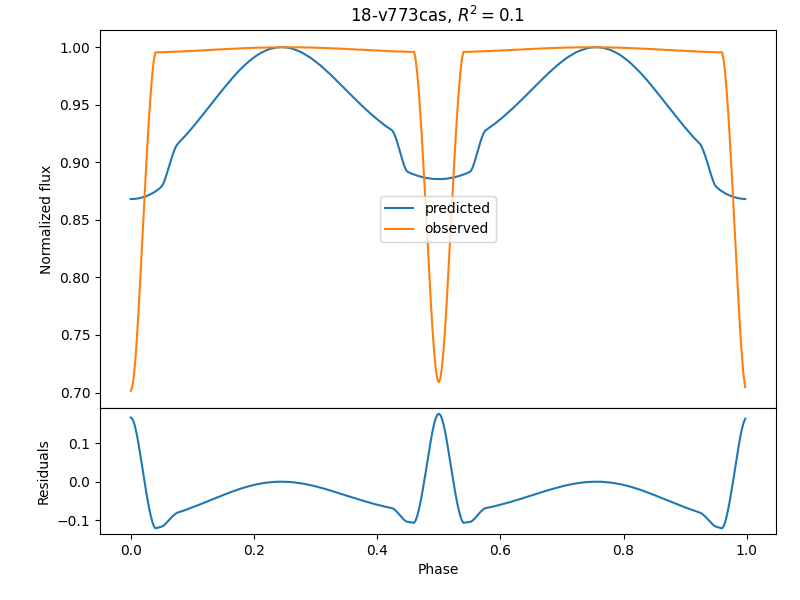 18-v773cas, R² = 0.1
1.00
0.95
0.90
0.85
0.80
0.75
0.70
Normalized flux
predicted
observed
0.1
0.0
−0.1
Residuals
0.0 0.2 0.4 0.6 0.8 1.0
Phase